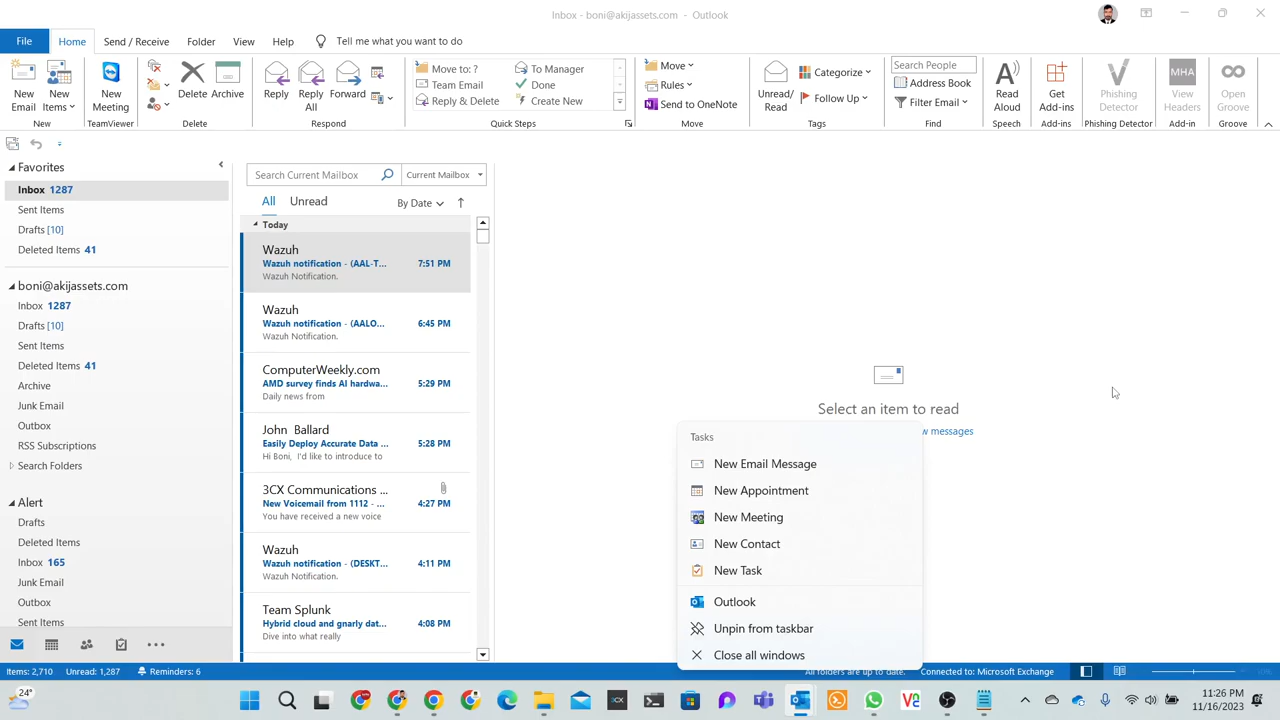 Inbox - boni@akijassets.com - Outlook
File Home Send / Receive Folder View Help Tell me what you want to do
New Email
New Items
New
New Meeting
TeamViewer
Delete
Archive
Delete
Reply
Reply All
Forward
Respond
Move to: ?
Team Email
Reply & Delete
To Manager
Done
Create New
Quick Steps
Move
Rules
Send to OneNote
Move
Unread/ Read
Categorize
Follow Up
Tags
Search People
Address Book
Filter Email
Find
Read Aloud
Speech
Get Add-ins
Add-ins
Phishing Detector
Phishing Detector
MHA
View Headers
Add-in
Open Groove
Groove
Favorites
Inbox 1287
Sent Items
Drafts [10]
Deleted Items 41
boni@akijassets.com
Inbox 1287
Drafts [10]
Sent Items
Deleted Items 41
Archive
Junk Email
Outbox
RSS Subscriptions
Search Folders
Alert
Drafts
Deleted Items
Inbox 165
Junk Email
Outbox
Sent Items
Search Current Mailbox
Current Mailbox
All Unread
By Date
Today
Wazuh
Wazuh notification - (AAL-T... 7:51 PM
Wazuh Notification.
Wazuh
Wazuh notification - (AALO... 6:45 PM
Wazuh Notification.
ComputerWeekly.com
AMD survey finds AI hardwa... 5:29 PM
Daily news from
John Ballard
Easily Deploy Accurate Data ... 5:28 PM
Hi Boni, I'd like to introduce to
3CX Communications ...
New Voicemail from 1112 - ... 4:27 PM
You have received a new voice
Wazuh
Wazuh notification - (DESKT... 4:11 PM
Wazuh Notification.
Team Splunk
Hybrid cloud and gnarly dat... 4:08 PM
Dive into what really
Select an item to read
messages
Tasks
New Email Message
New Appointment
New Meeting
New Contact
New Task
Outlook
Unpin from taskbar
Close all windows
Items: 2,710 Unread: 1,287 Reminders: 6
All folders are up to date. Connected to: Microsoft Exchange
24°
11:26 PM
11/16/2023